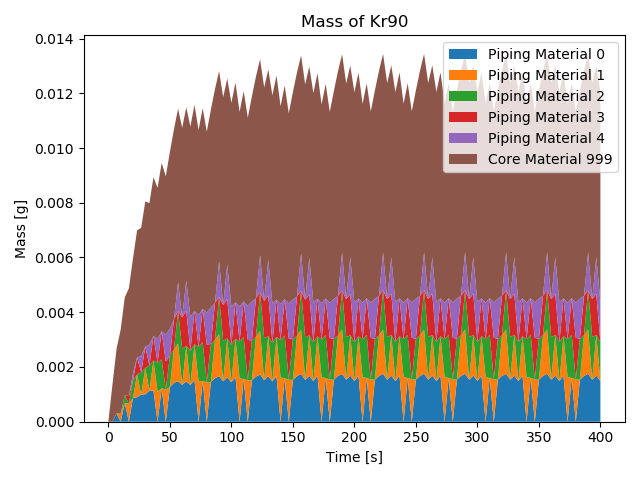 Mass of Kr90
Piping Material 0
Piping Material 1
Piping Material 2
Piping Material 3
Piping Material 4
Core Material 999
Mass [g]
0.014
0.012
0.010
0.008
0.006
0.004
0.002
0.000
0
50
100
150
200
250
300
350
400
Time [s]